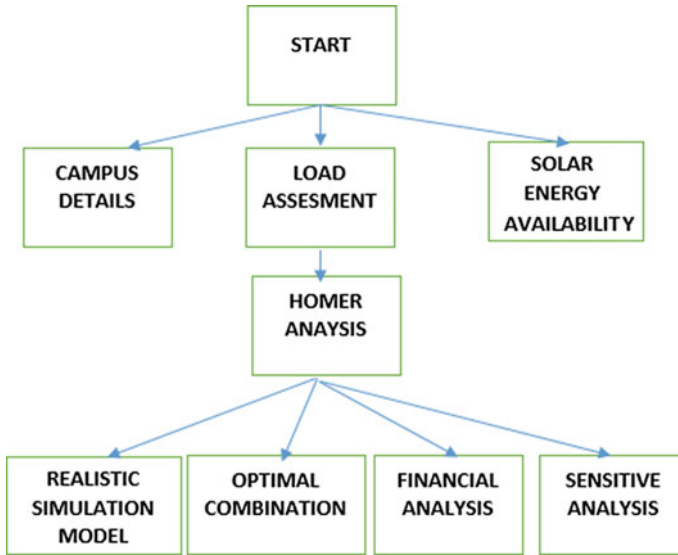 START
CAMPUS
DETAILS
LOAD
ASSESMENT
SOLAR
ENERGY
AVAILABILITY
HOMER
ANAYSIS
REALISTIC
SIMULATION
MODEL
OPTIMAL
COMBINATION
FINANCIAL
ANALYSIS
SENSITIVE
ANALYSIS